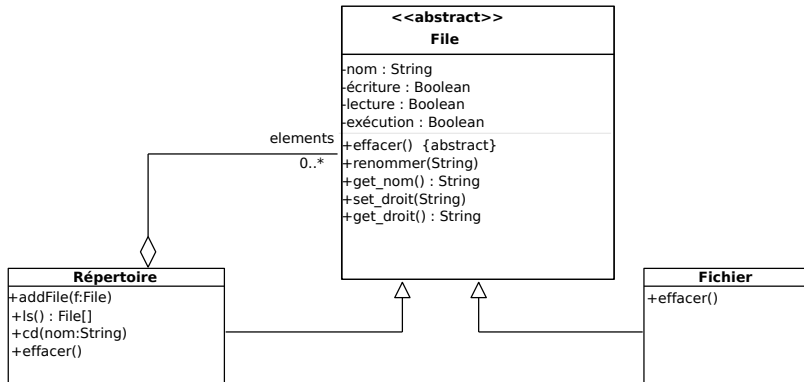 <<abstract>>
File
-nom : String
-écriture : Boolean
-lecture : Boolean
-exécution : Boolean
elements
0..*
+effacer()  {abstract}
+renommer(String)
+get_nom() : String
+set_droit(String)
+get_droit() : String
Répertoire
+addFile(f:File)
+ls() : File[]
+cd(nom:String)
+effacer()
Fichier
+effacer()